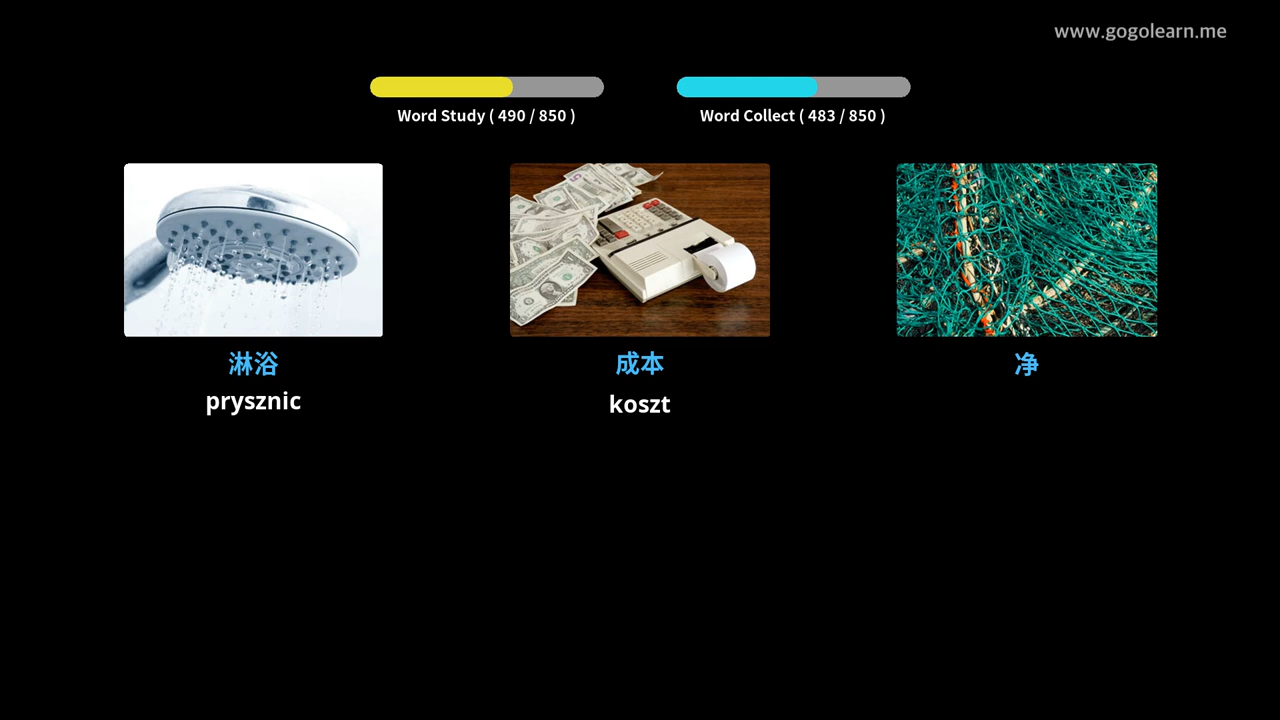 www.gogolearn.me
Word Study ( 490 / 850 )
Word Collect ( 483 / 850 )
淋浴
prysznic
成本
koszt
净